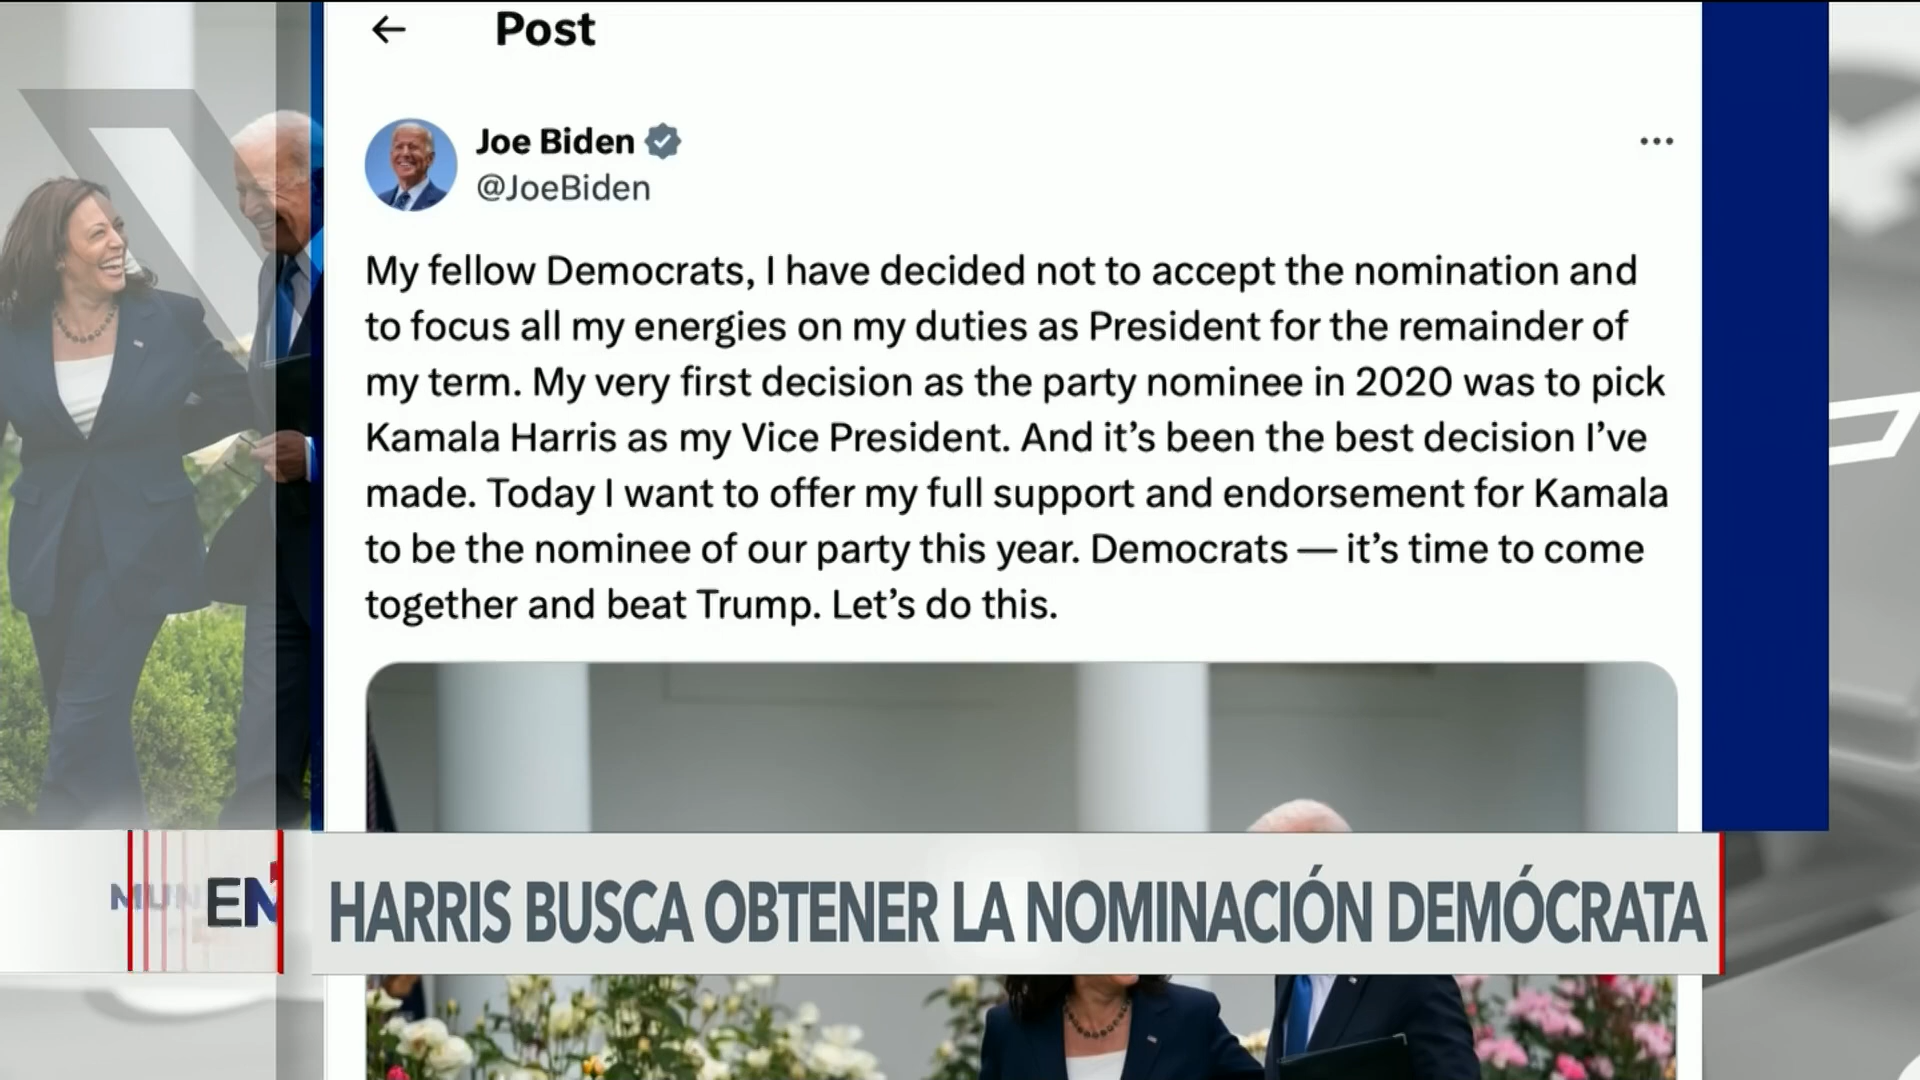 Post
Joe Biden
@JoeBiden
My fellow Democrats, I have decided not to accept the nomination and
to focus all my energies on my duties as President for the remainder of
my term. My very first decision as the party nominee in 2020 was to pick
Kamala Harris as my Vice President. And it’s been the best decision I’ve
made. Today I want to offer my full support and endorsement for Kamala
to be the nominee of our party this year. Democrats — it’s time to come
together and beat Trump. Let’s do this.
HARRIS BUSCA OBTENER LA NOMINACIÓN DEMÓCRATA